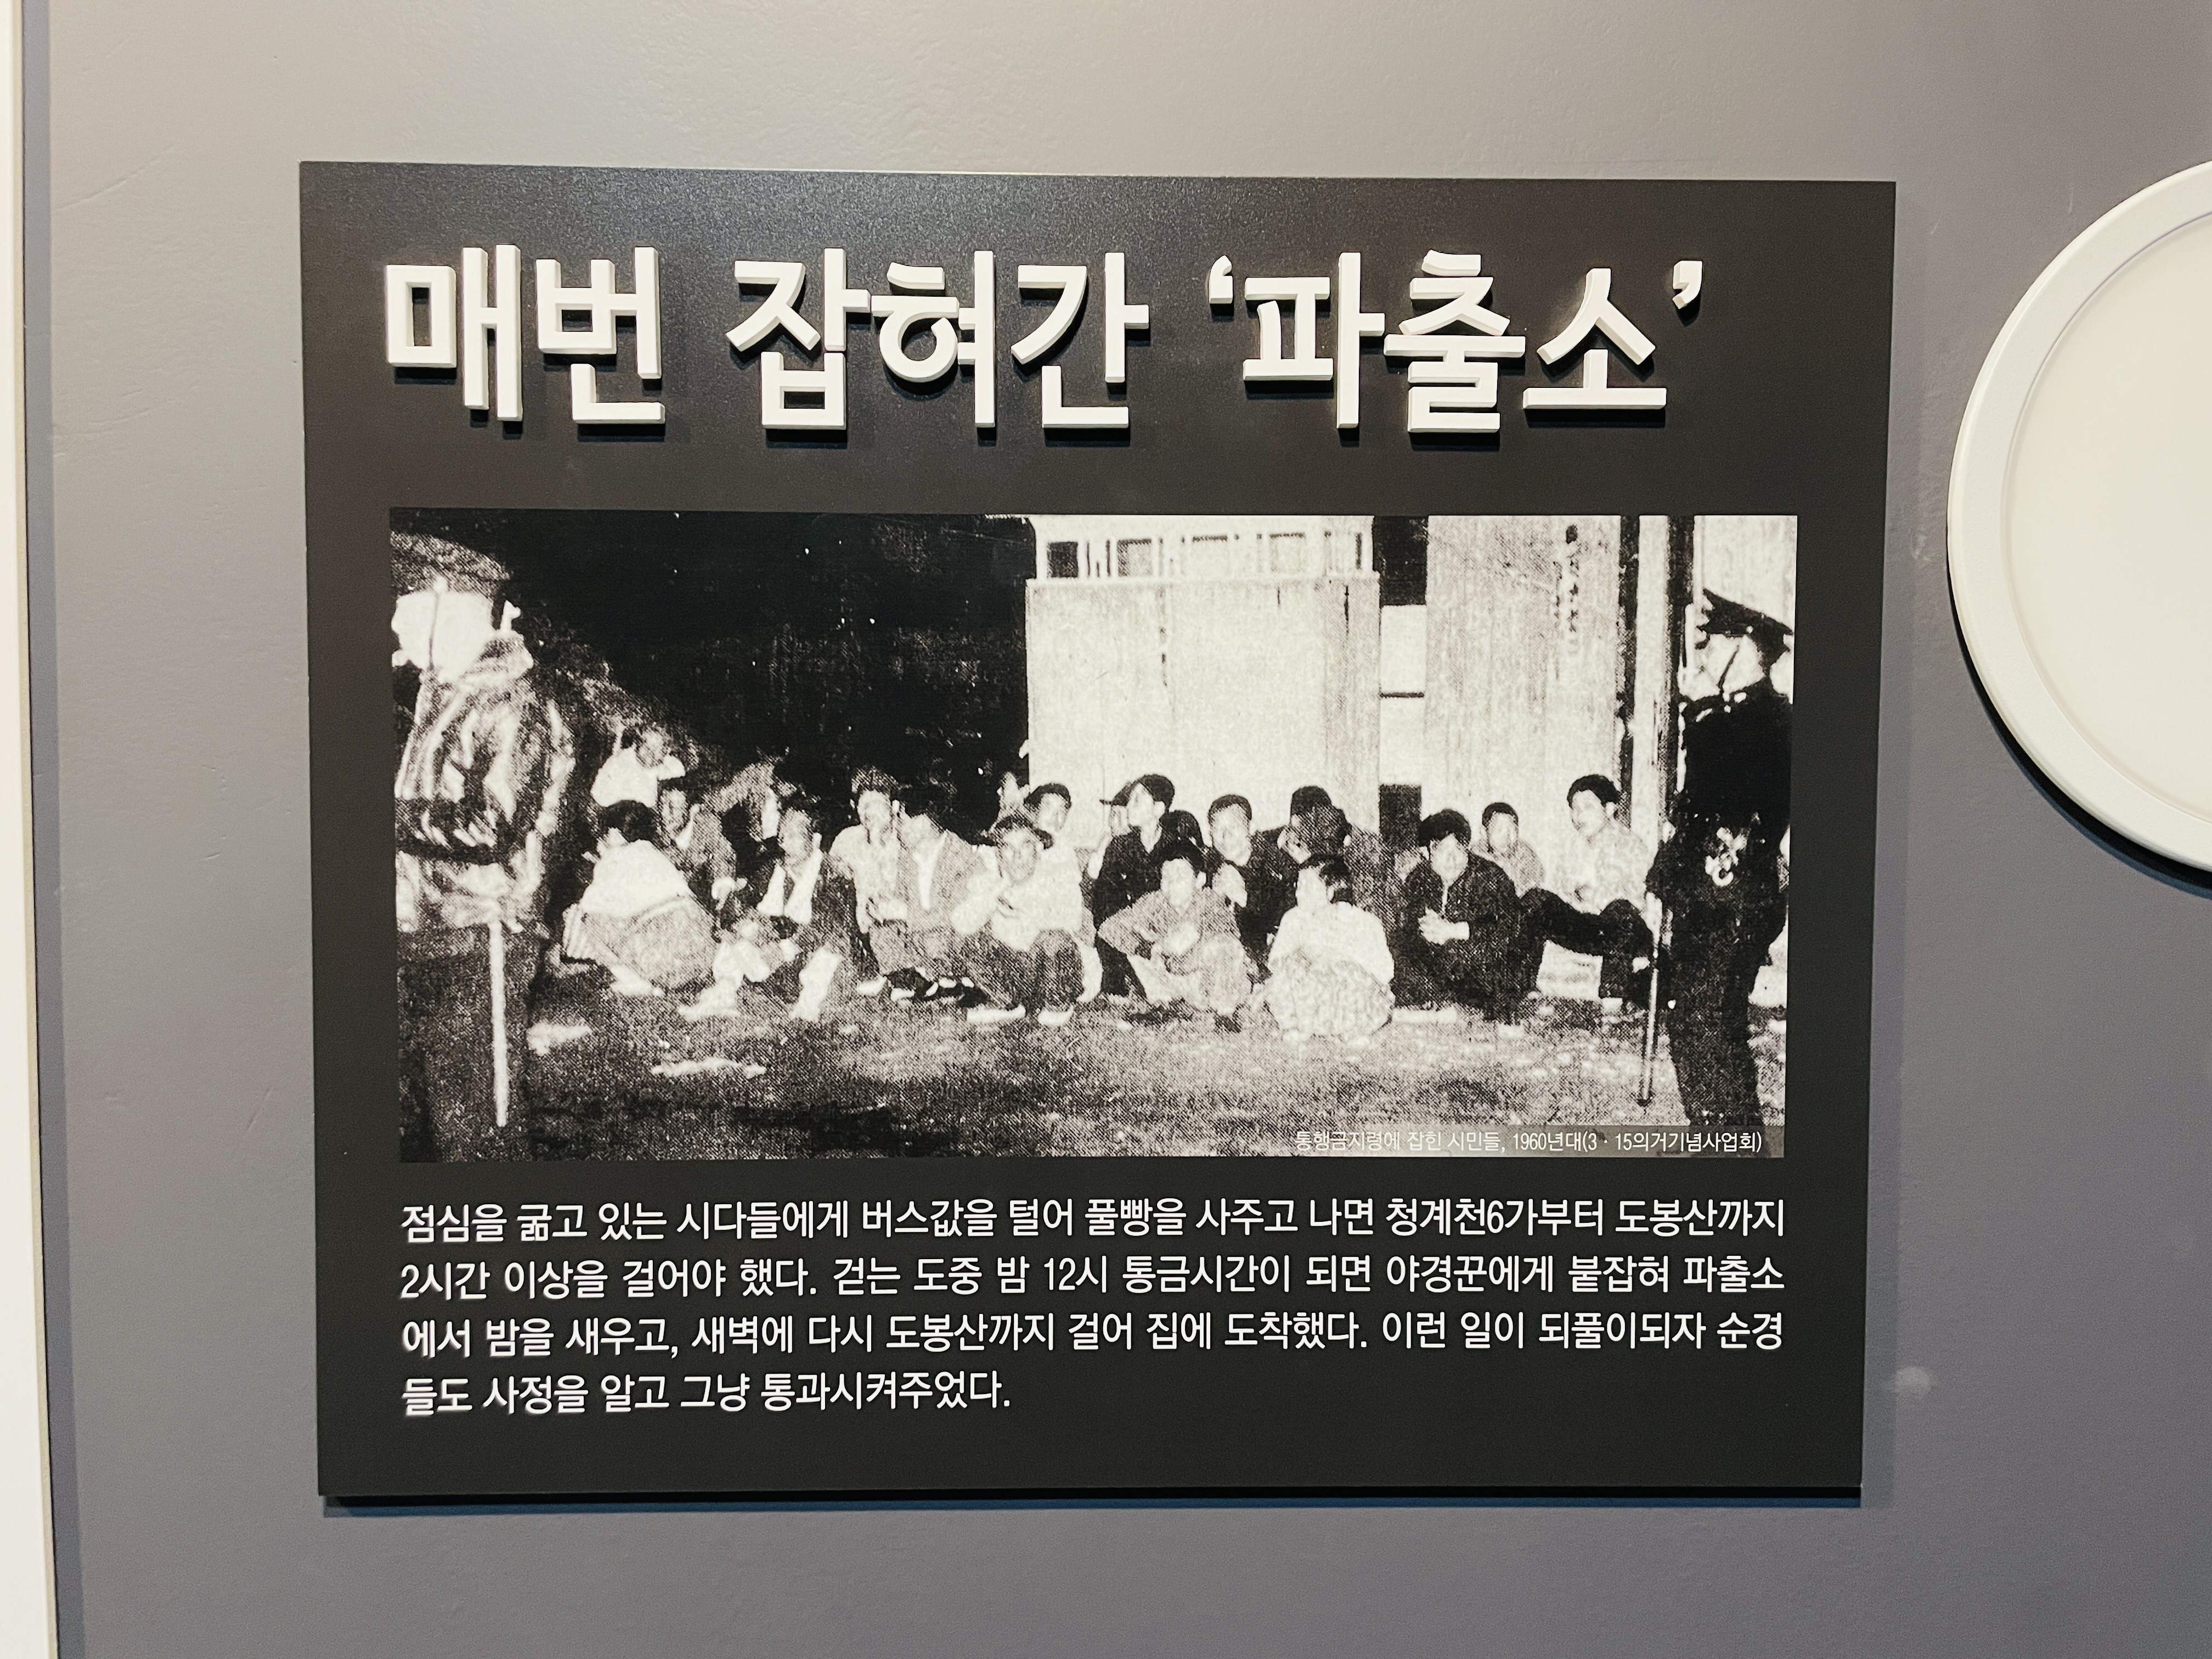 매번 잡혀간 ‘파출소’
통행금지령에 잡힌 시민들, 1960년대(3 · 15의거기념사업회)
점심을 굶고 있는 시다들에게 버스값을 털어 풀빵을 사주고 나면 청계천6가부터 도봉산까지
2시간 이상을 걸어야 했다. 걷는 도중 밤 12시 통금시간이 되면 야경꾼에게 붙잡혀 파출소
에서 밤을 새우고, 새벽에 다시 도봉산까지 걸어 집에 도착했다. 이런 일이 되풀이되자 순경
들도 사정을 알고 그냥 통과시켜주었다.